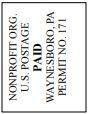 NONPROFIT ORG.
U.S. POSTAGE
PAID
WAYNESBORO, PA
PERMIT NO. 171